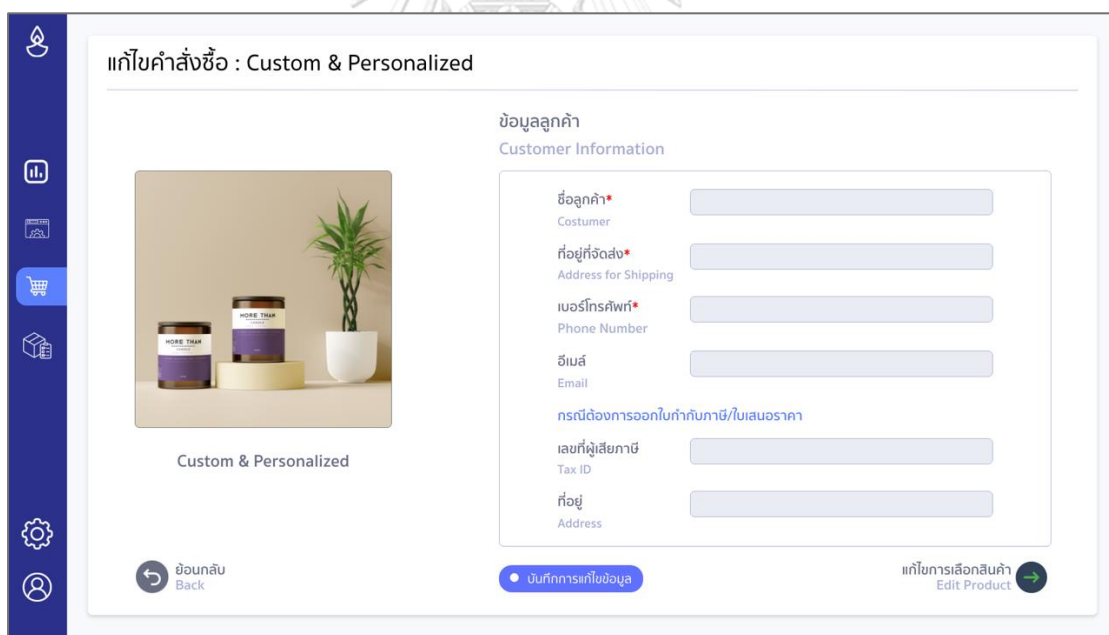 แก้ไขคำสั่งซื้อ : Custom & Personalized
ข้อมูลลูกค้า
Customer Information
ชื่อลูกค้า*
Costumer
ที่อยู่ที่จัดส่ง*
Address for Shipping
เบอร์โทรศัพท์*
Phone Number
อีเมล์
Email
กรณีต้องการออกใบกำกับภาษี/ใบเสนอราคา
เลขที่ผู้เสียภาษี
Tax ID
ที่อยู่
Address
MORE THAN
MORE THAN
Custom & Personalized
ย้อนกลับ
Back
บันทึกการแก้ไขข้อมูล
แก้ไขการเลือกสินค้า
Edit Product